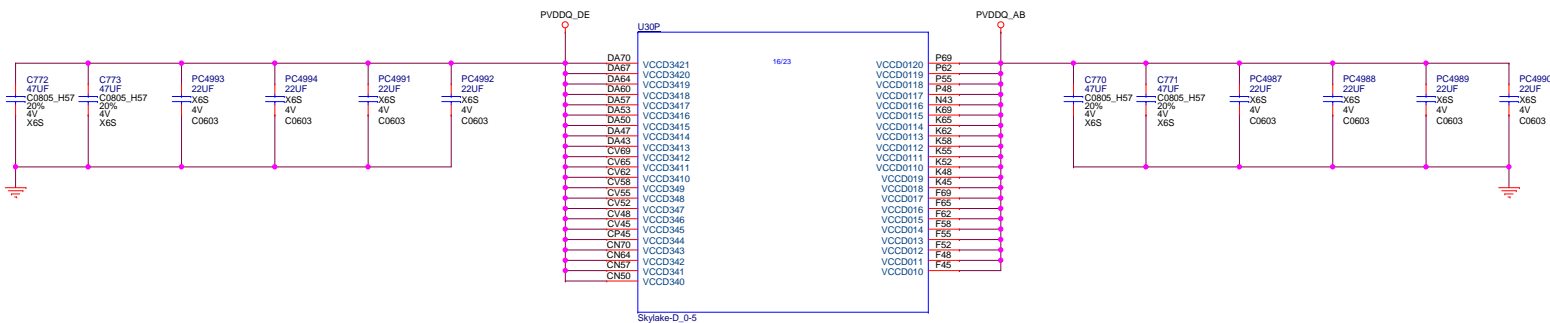 PVDDQ_DE
PVDDQ_AB
U30P
16/23
C772
47UF
C0805_H57
20%
4V
X6S
C773
47UF
C0805_H57
20%
4V
X6S
PC4993
22UF
X6S
4V
C0603
PC4994
22UF
X6S
4V
C0603
PC4991
22UF
X6S
4V
C0603
PC4992
22UF
X6S
4V
C0603
DA70 VCCD3421
DA67 VCCD3420
DA64 VCCD3419
DA60 VCCD3418
DA57 VCCD3417
DA53 VCCD3416
DA50 VCCD3415
DA47 VCCD3414
DA43 VCCD3413
CV69 VCCD3412
CV65 VCCD3411
CV62 VCCD3410
CV58 VCCD349
CV55 VCCD348
CV52 VCCD347
CV48 VCCD346
CV45 VCCD345
CP45 VCCD344
CN70 VCCD343
CN64 VCCD342
CN57 VCCD341
CN50 VCCD340
VCCD0120 P69
VCCD0119 P62
VCCD0118 P55
VCCD0117 P48
VCCD0116 N43
VCCD0115 K69
VCCD0114 K65
VCCD0113 K62
VCCD0112 K58
VCCD0111 K55
VCCD0110 K52
VCCD019 K48
VCCD018 K45
VCCD017 F69
VCCD016 F65
VCCD015 F62
VCCD014 F58
VCCD013 F55
VCCD012 F52
VCCD011 F48
VCCD010 F45
C770
47UF
C0805_H57
20%
4V
X6S
C771
47UF
C0805_H57
20%
4V
X6S
PC4987
22UF
X6S
4V
C0603
PC4988
22UF
X6S
4V
C0603
PC4989
22UF
X6S
4V
C0603
PC4990
22UF
X6S
4V
C0603
Skylake-D_0-5